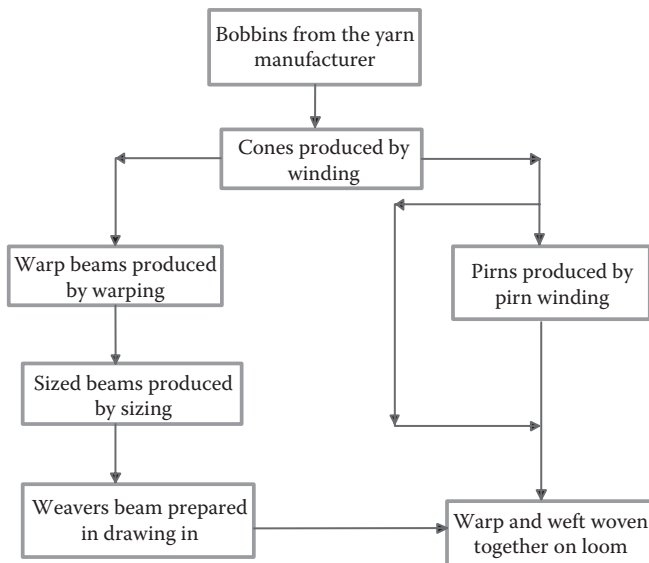 Bobbins from the yarn
manufacturer
Cones produced by
winding
Warp beams produced
by warping
Pirns produced by
pirn winding
Sized beams produced
by sizing
Weavers beam prepared
in drawing in
Warp and weft woven
together on loom